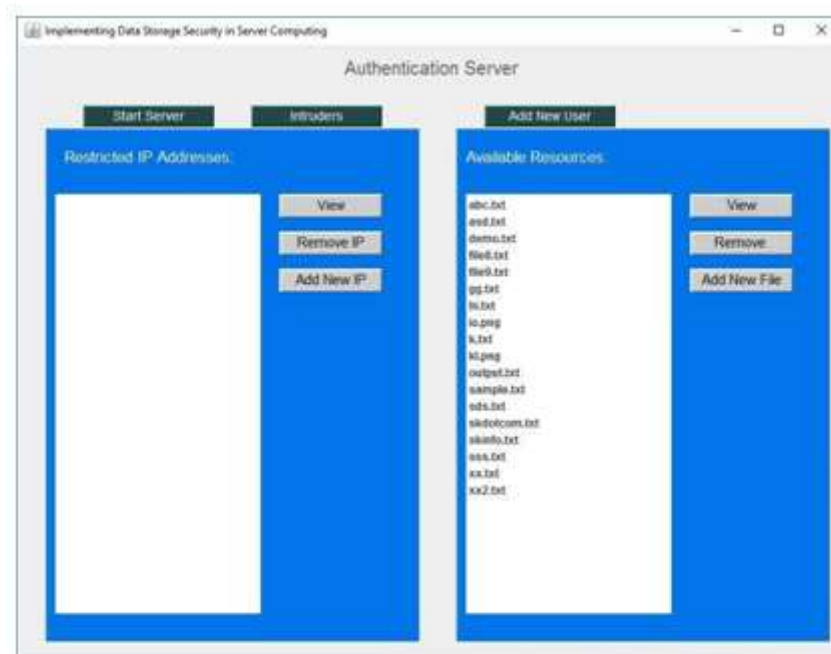 Implementing Data Storage Security in Server Computing
Authentication Server
Start Server
Intruders
Add New User
Restricted IP Addresses:
View
Remove IP
Add New IP
Available Resources:
abc.txt
asd.txt
demo.txt
file8.txt
file9.txt
gg.txt
io.png
k.txt
kl.png
output.txt
sample.txt
sds.txt
skdotcom.txt
skinfo.txt
sss.txt
xx.txt
xx2.txt
View
Remove
Add New File